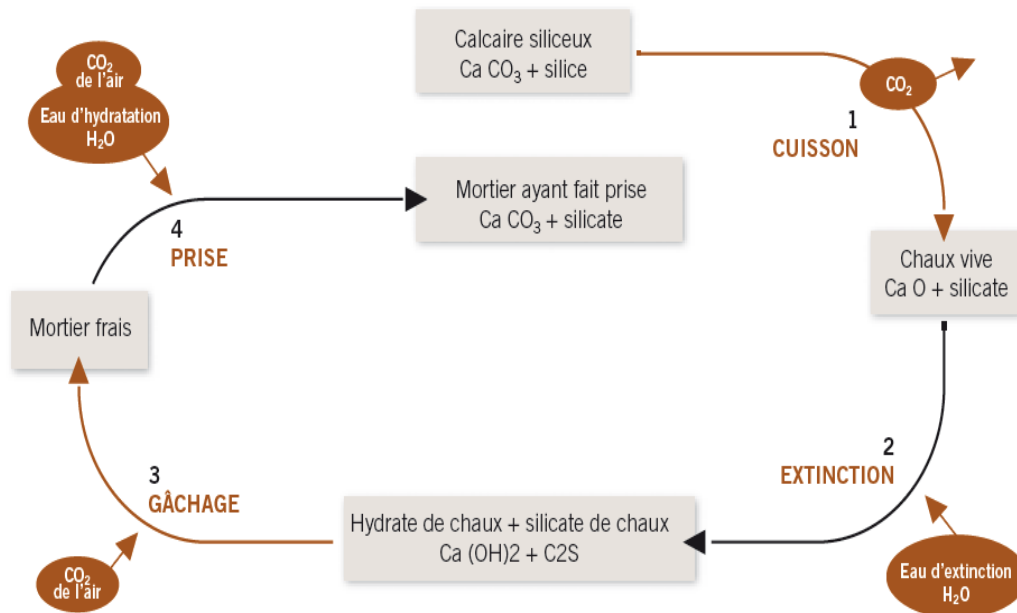 Calcaire siliceux
Ca CO₃ + silice
CO₂
1
CUISSON
Chaux vive
Ca O + silicate
2
EXTINCTION
Eau d'extinction
H₂O
Hydrate de chaux + silicate de chaux
Ca (OH)2 + C2S
3
GÂCHAGE
CO₂
de l'air
Mortier frais
4
PRISE
CO₂
de l'air
Eau d'hydratation
H₂O
Mortier ayant fait prise
Ca CO₃ + silicate